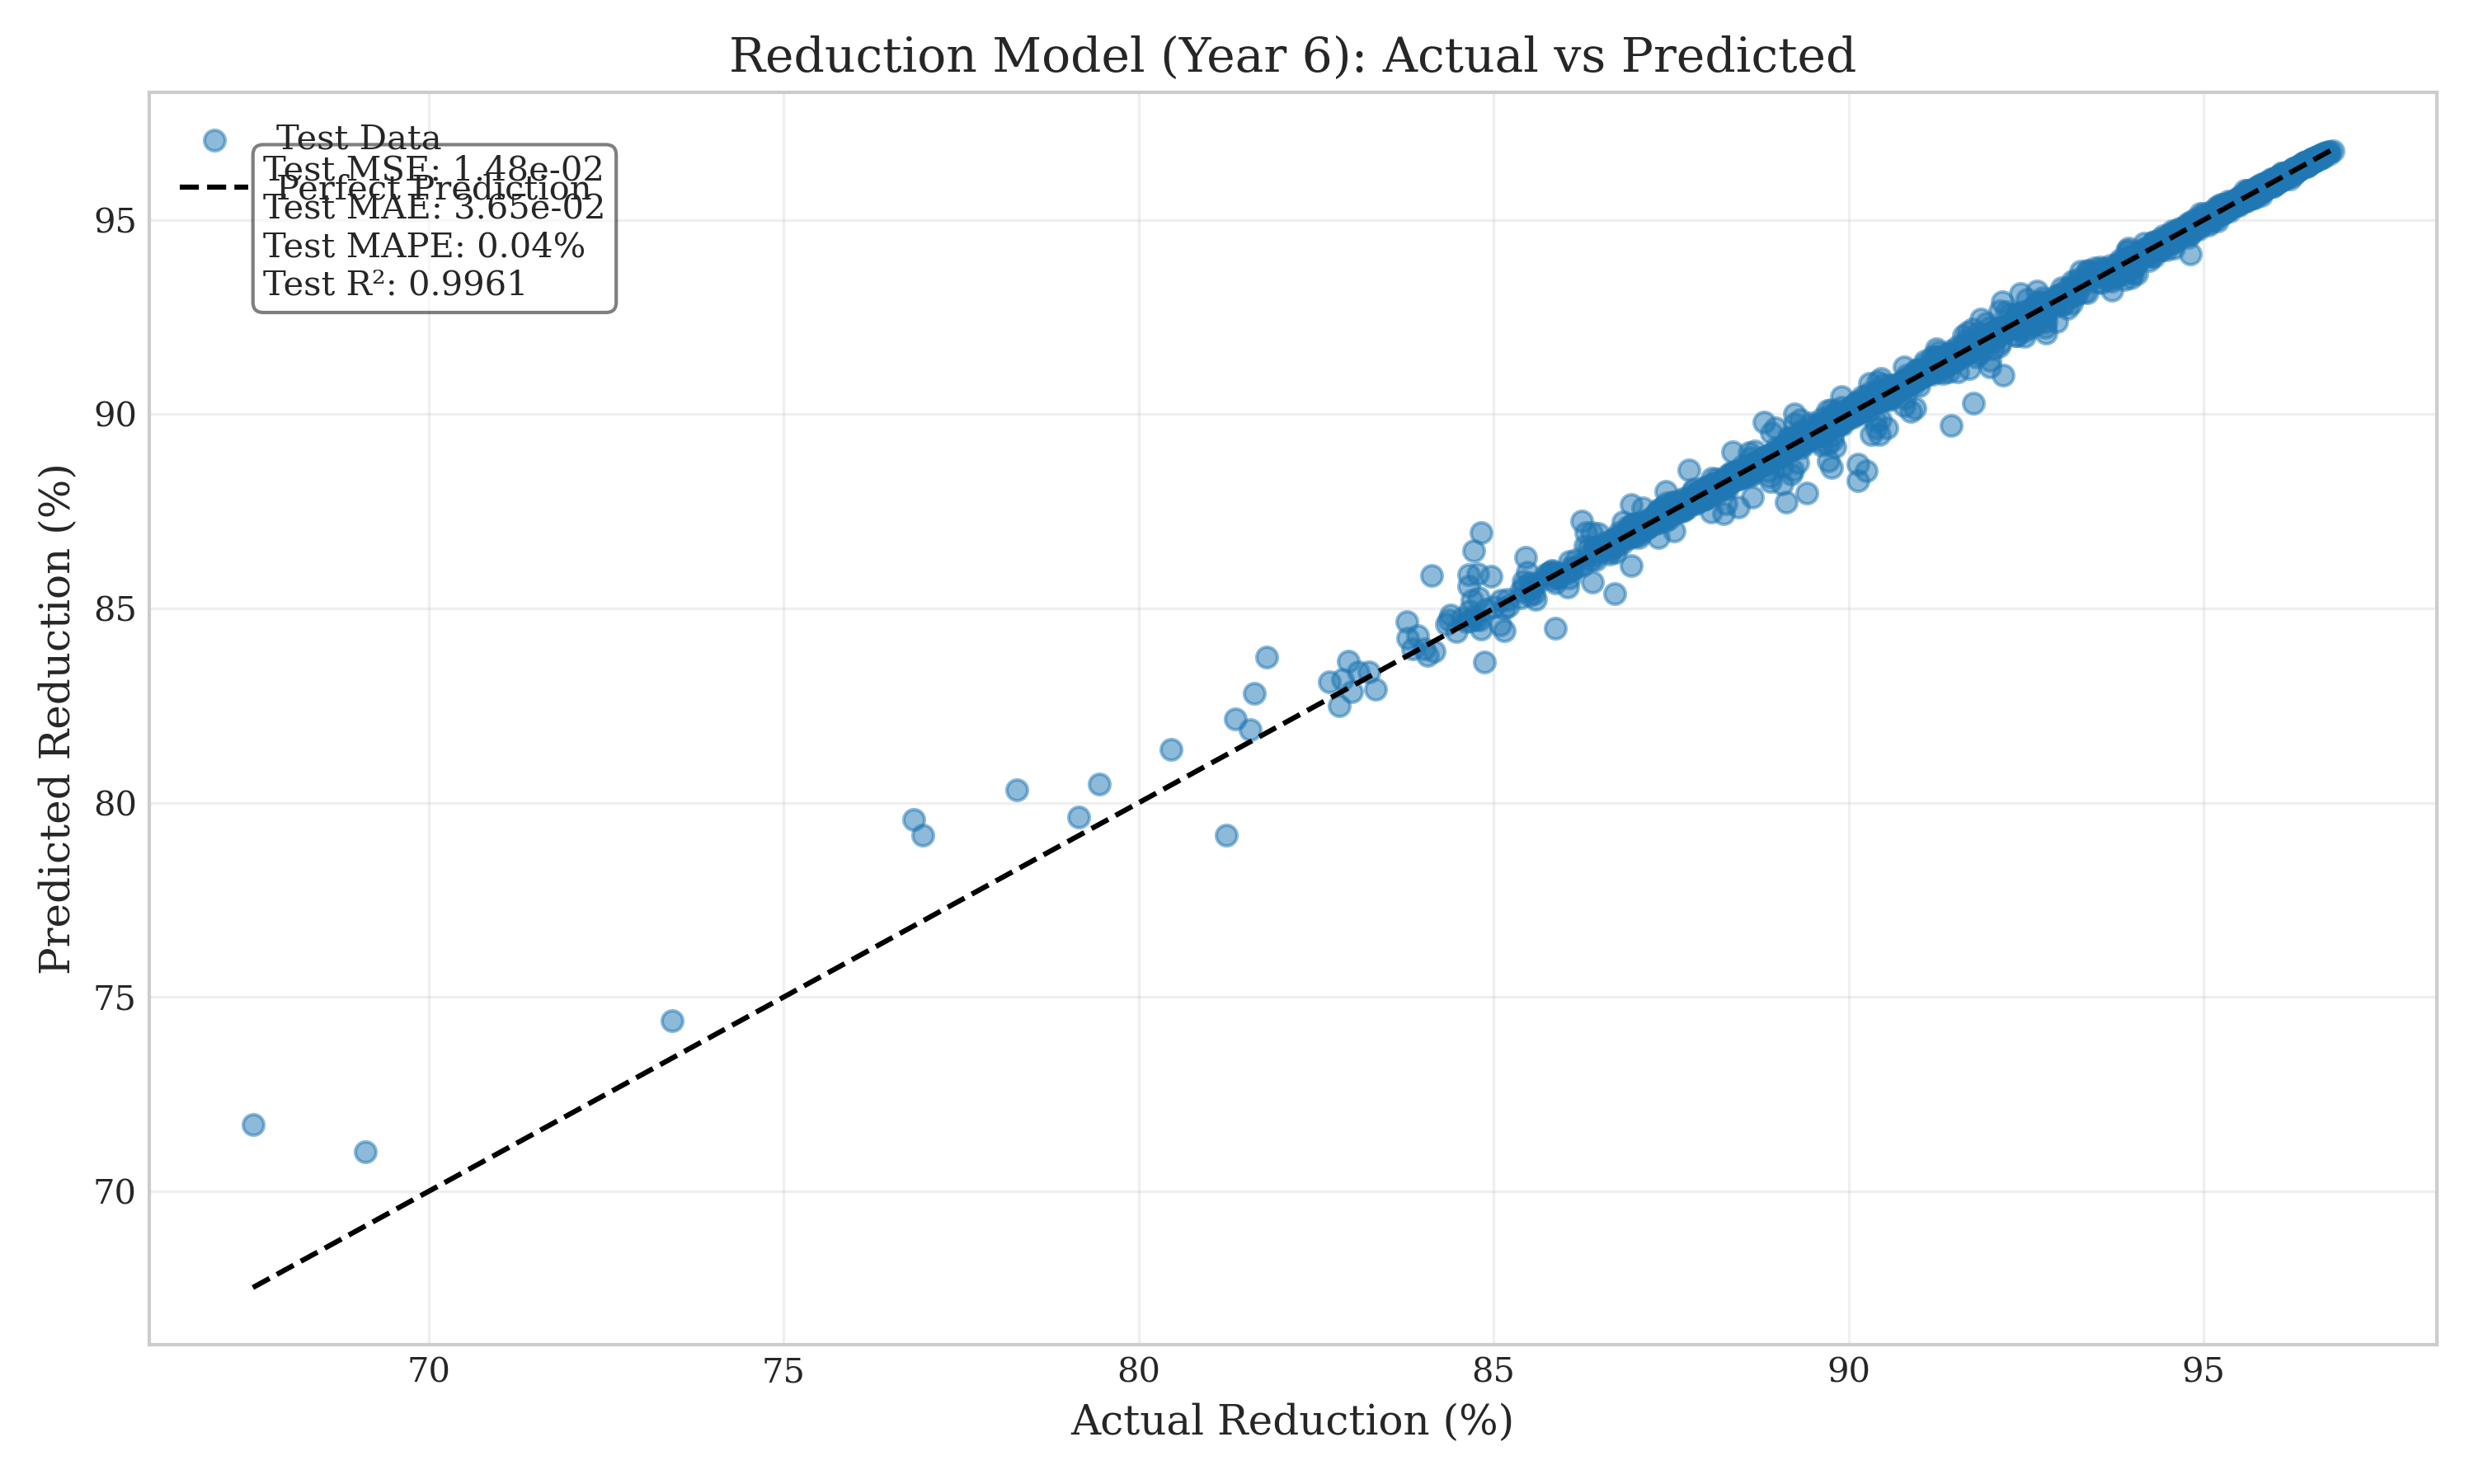 Reduction Model (Year 6): Actual vs Predicted
Test Data
Test MSE: 1.48e-02
Perfect Prediction
Test MAE: 3.65e-02
Test MAPE: 0.04%
Test R²: 0.9961
Predicted Reduction (%)
95
90
85
80
75
70
70 75 80 85 90 95
Actual Reduction (%)